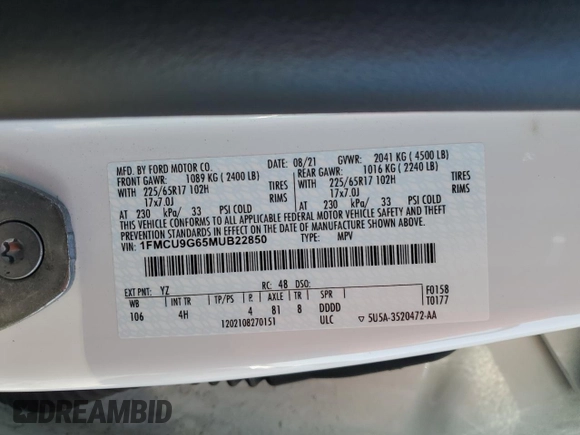 MFD. BY FORD MOTOR CO. DATE: 08/21 GVWR: 2041 KG ( 4500 LB)
FRONT GAWR: 1089 KG ( 2400 LB) REAR GAWR: 1016 KG ( 2240 LB)
WITH 225/65R17 102H TIRES WITH 225/65R17 102H TIRES
17x7.0J RIMS 17x7.0J RIMS
AT 230 kPa/ 33 PSI COLD AT 230 kPa/ 33 PSI COLD
THIS VEHICLE CONFORMS TO ALL APPLICABLE FEDERAL MOTOR VEHICLE SAFETY AND THEFT
PREVENTION STANDARDS IN EFFECT ON THE DATE OF MANUFACTURE SHOWN ABOVE.
VIN: 1FMCU9G65MUB22850 TYPE: MPV
EXT PNT: YZ RC: 48 DSO: F0158
WB INT TR TP/PS P. AXLE TR SPR T0177
106 4H 4 B1 8 DDDD
1202108270151 ULC ▽ 5U5A-3520472-AA
DREAMBID